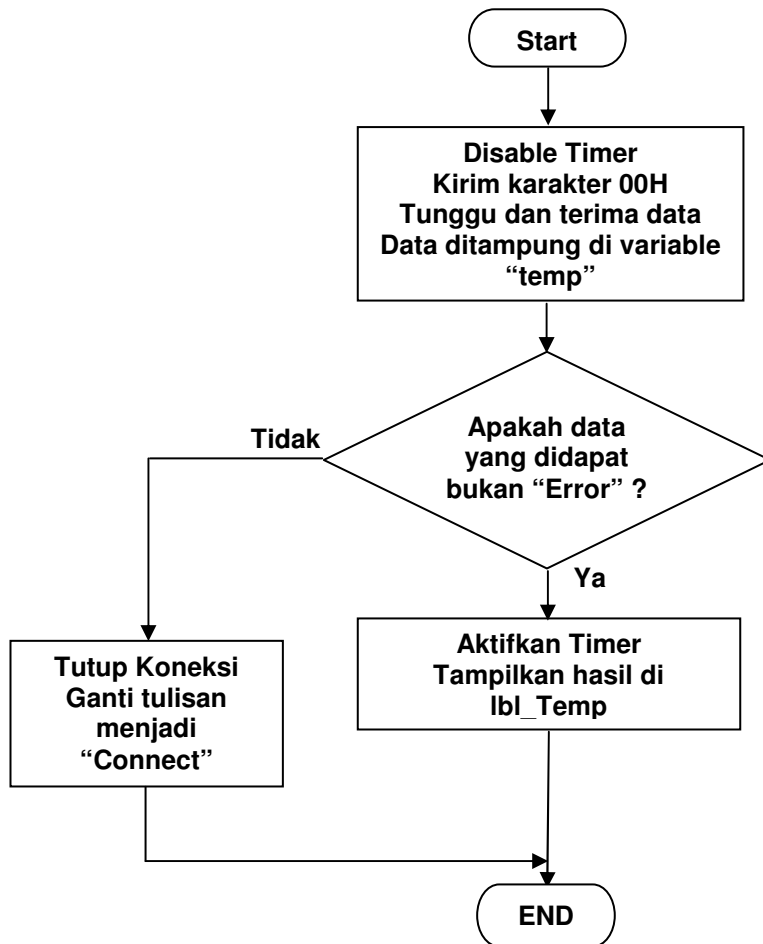 Start
Disable Timer
Kirim karakter 00H
Tunggu dan terima data
Data ditampung di variable
“temp”
Tidak
Apakah data
yang didapat
bukan “Error” ?
Ya
Tutup Koneksi
Ganti tulisan
menjadi
“Connect”
Aktifkan Timer
Tampilkan hasil di
lbl_Temp
END